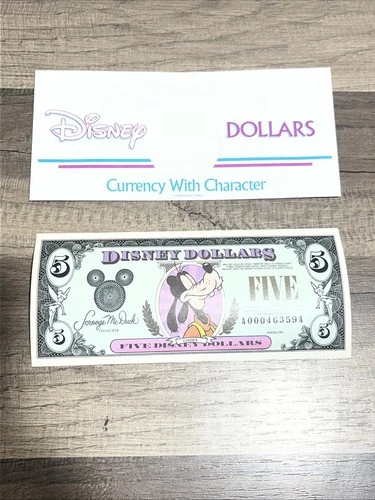 Disney DOLLARS
Currency With Character
5 DISNEY DOLLARS 5
FIVE
Scrooge McDuck
A00046359A
5 FIVE DISNEY DOLLARS 5